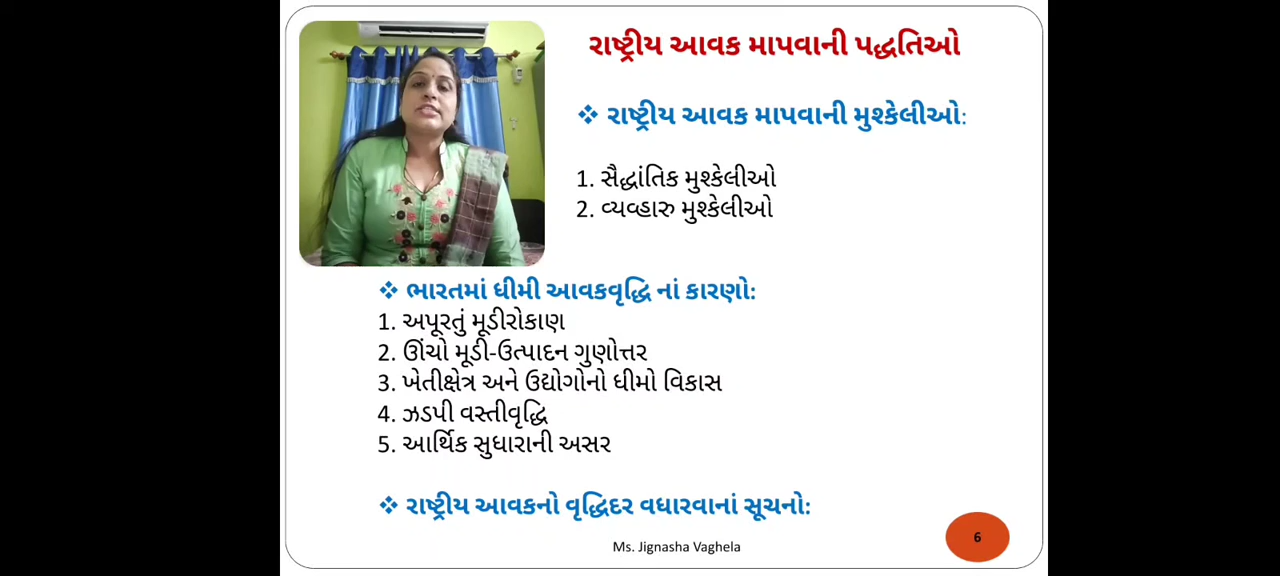 રાષ્ટ્રીય આવક માપવાની પદ્ધતિઓ
❖ રાષ્ટ્રીય આવક માપવાની મુશ્કેલીઓ:
1. સૈદ્ધાંતિક મુશ્કેલીઓ
2. વ્યવ્હારુ મુશ્કેલીઓ
❖ ભારતમાં ધીમી આવકવૃદ્ધિ નાં કારણો:
1. અપૂરતું મૂડીરોકાણ
2. ઊંચો મૂડી-ઉત્પાદન ગુણોત્તર
3. ખેતીક્ષેત્ર અને ઉદ્યોગોનો ધીમો વિકાસ
4. ઝડપી વસ્તીવૃદ્ધિ
5. આર્થિક સુધારાની અસર
❖ રાષ્ટ્રીય આવકનો વૃદ્ધિદર વધારવાનાં સૂચનો:
Ms. Jignasha Vaghela
6